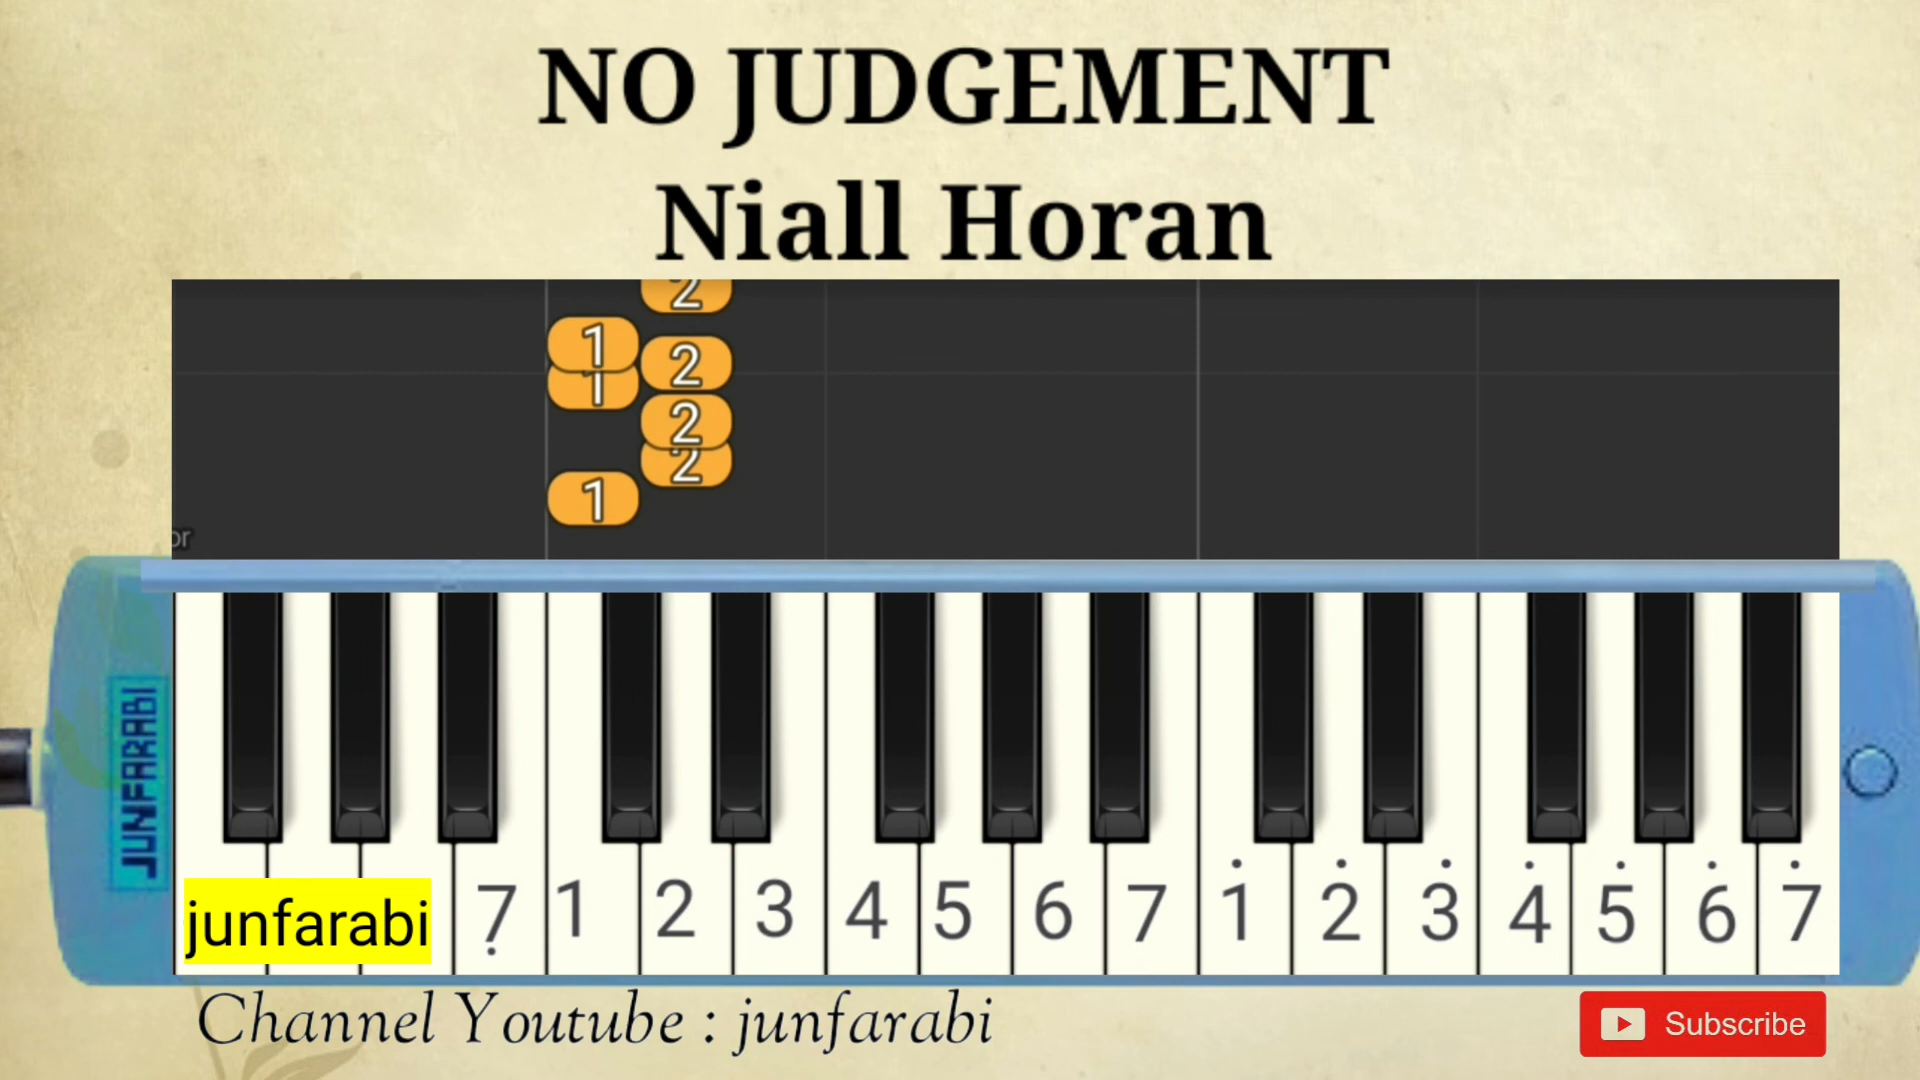 NO JUDGEMENT
Niall Horan
2
1
2
1
2
2
1
or
JUNFARABI
junfarabi
7̣ 1 2 3 4 5 6 7 1̇ 2̇ 3̇ 4̇ 5̇ 6̇ 7̇
Channel Youtube : junfarabi
Subscribe